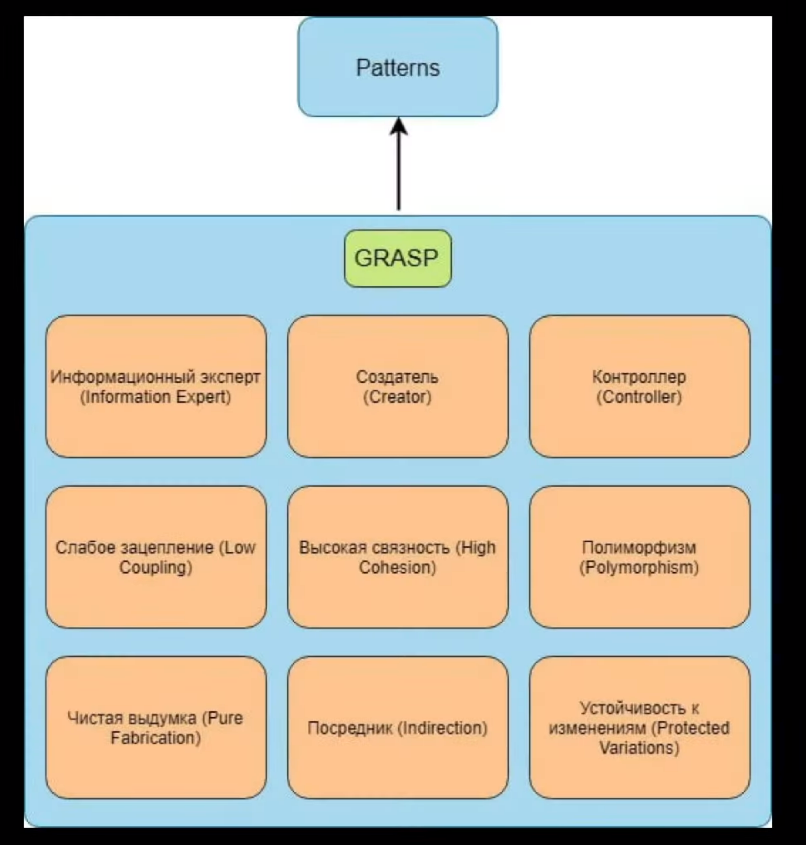 Patterns
GRASP
Информационный эксперт
(Information Expert)
Создатель
(Creator)
Контроллер
(Controller)
Слабое зацепление (Low
Coupling)
Высокая связность (High
Cohesion)
Полиморфизм
(Polymorphism)
Чистая выдумка (Pure
Fabrication)
Посредник (Indirection)
Устойчивость к
изменениям (Protected
Variations)